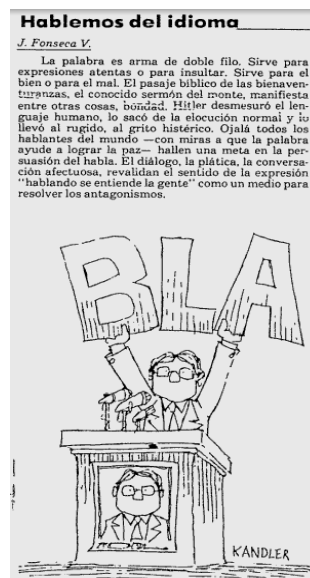 Hablemos del idioma
J. Fonseca V.
La palabra es arma de doble filo. Sirve para
expresiones atentas o para insultar. Sirve para el
bien o para el mal. El pasaje bíblico de las bienaven-
turanzas, el conocido sermón del monte, manifiesta
entre otras cosas, bondad. Hitler desmesuró el len-
guaje humano, lo sacó de la elocución normal y lo
llevó al rugido, al grito histérico. Ojalá todos los
hablantes del mundo —con miras a que la palabra
ayude a lograr la paz— hallen una meta en la per-
suasión del habla. El diálogo, la plática, la conversa-
ción afectuosa, revalidan el sentido de la expresión
"hablando se entiende la gente" como un medio para
resolver los antagonismos.
BLA
KANDLER